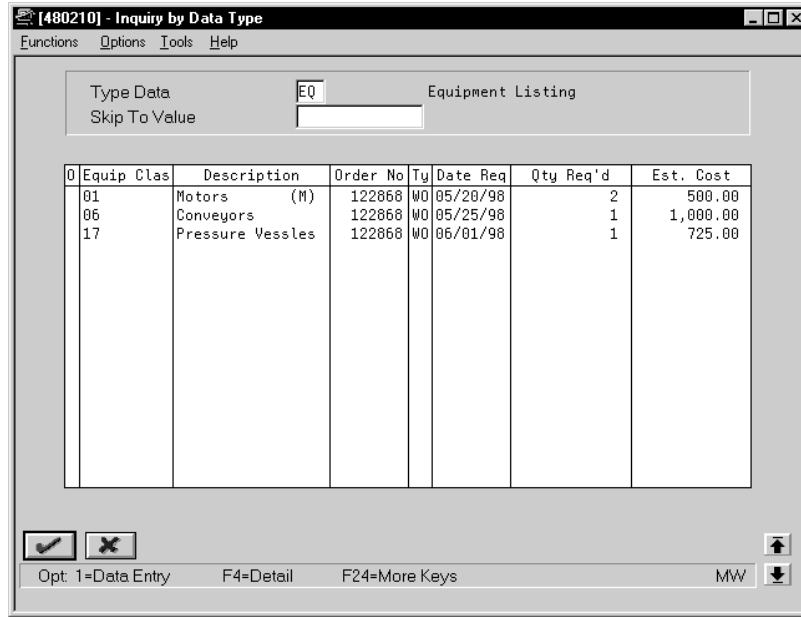 [480210] - Inquiry by Data Type
Functions Options Tools Help
Type Data EQ Equipment Listing
Skip To Value
O Equip Clas Description Order No Ty Date Req Qty Req'd Est. Cost
01 Motors (M) 122868 WO 05/20/98 2 500.00
06 Conveyors 122868 WO 05/25/98 1 1,000.00
17 Pressure Vessles 122868 WO 06/01/98 1 725.00
Opt: 1=Data Entry F4=Detail F24=More Keys MW